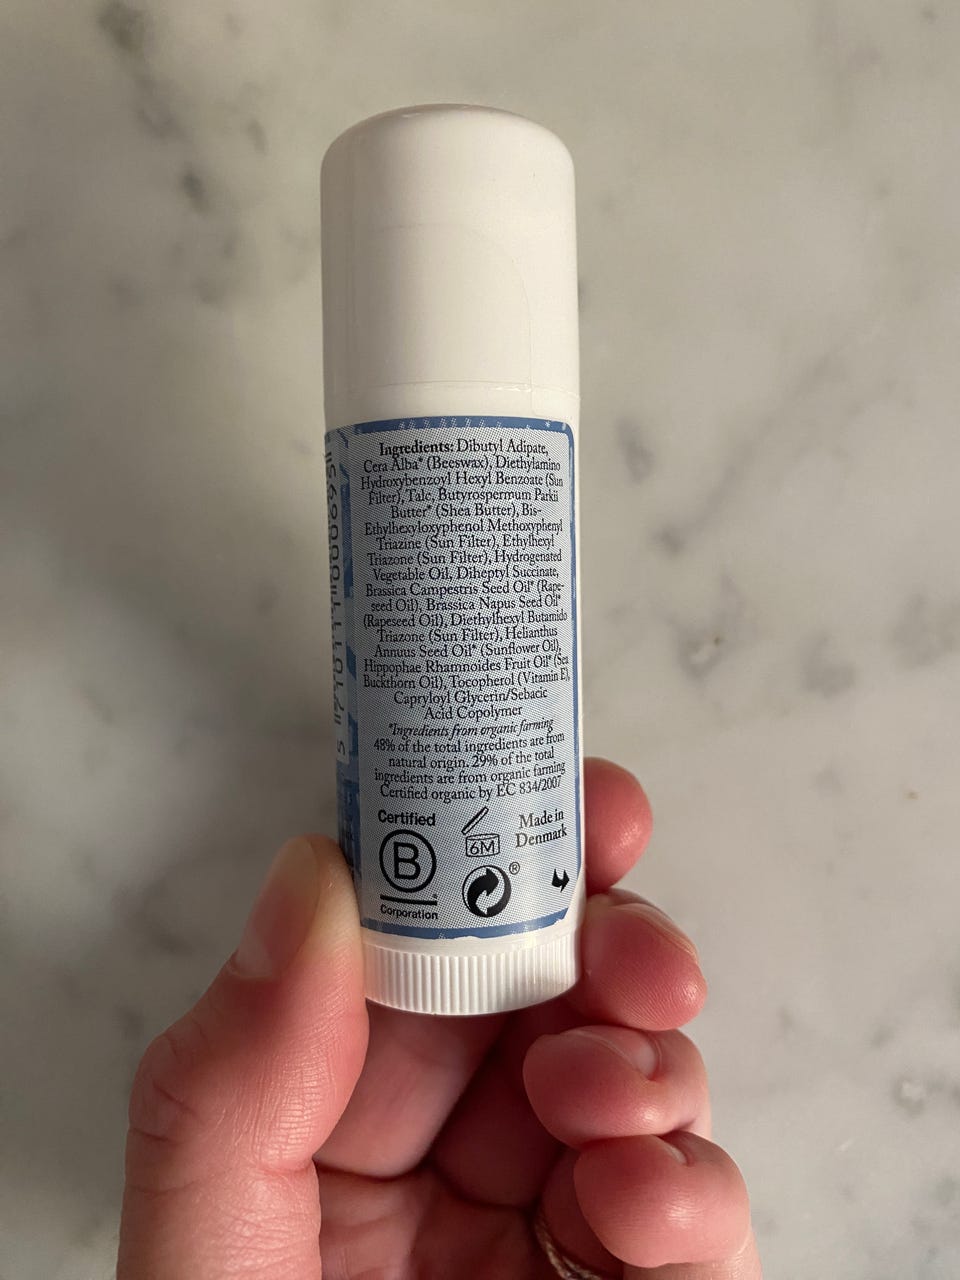 Ingredients: Dibutyl Adipate,
Cera Alba* (Beeswax), Diethylamino
Hydroxybenzoyl Hexyl Benzoate (Sun
Filter), Talc, Butyrospermum Parkii
Butter* (Shea Butter), Bis-
Ethylhexyloxyphenol Methoxyphenyl
Triazine (Sun Filter), Ethylhexyl
Triazone (Sun Filter), Hydrogenated
Vegetable Oil, Diheptyl Succinate,
Brassica Campestris Seed Oil* (Rape-
seed Oil), Brassica Napus Seed Oil*
(Rapeseed Oil), Diethylhexyl Butamido
Triazone (Sun Filter), Helianthus
Annuus Seed Oil* (Sunflower Oil),
Hippophae Rhamnoides Fruit Oil* (Sea
Buckthorn Oil), Tocopherol (Vitamin E),
Capryloyl Glycerin/Sebacic
Acid Copolymer
*Ingredients from organic farming
48% of the total ingredients are from
natural origin. 29% of the total
ingredients are from organic farming
Certified organic by EC 834/2007
Certified
B
Corporation
6M
Made in
Denmark
®